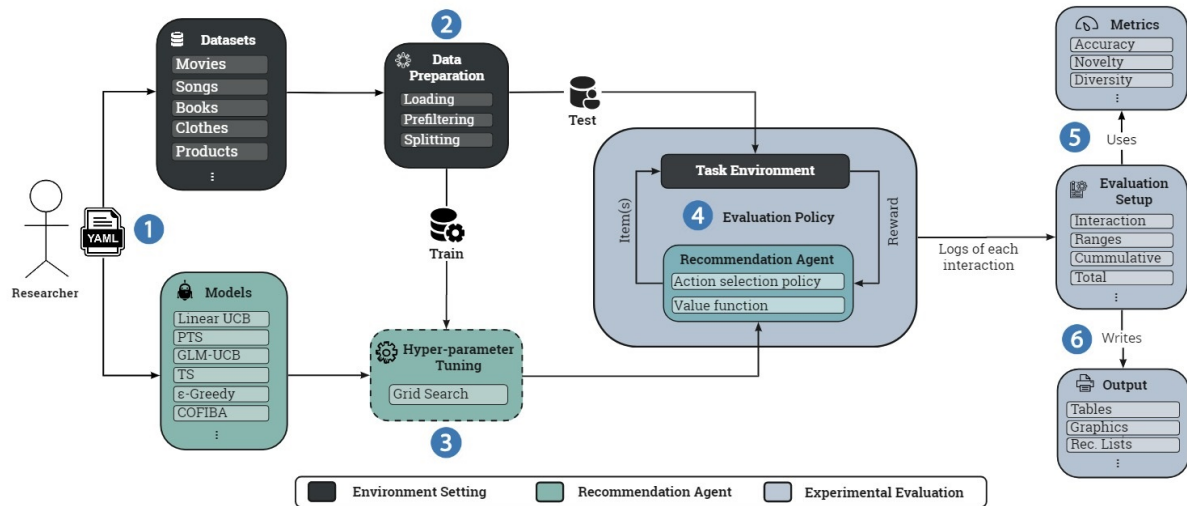 1
YAML
Researcher
Datasets
Movies
Songs
Books
Clothes
Products
Models
Linear UCB
PTS
GLM-UCB
TS
ε-Greedy
COFIBA
2
Data
Preparation
Loading
Prefiltering
Splitting
Test
Train
Hyper-parameter
Tuning
Grid Search
3
Task Environment
4
Evaluation Policy
Item(s)
Reward
Recommendation Agent
Action selection policy
Value function
Logs of each
interaction
Metrics
Accuracy
Novelty
Diversity
5
Uses
Evaluation
Setup
Interaction
Ranges
Cummulative
Total
6
Writes
Output
Tables
Graphics
Rec. Lists
Environment Setting
Recommendation Agent
Experimental Evaluation